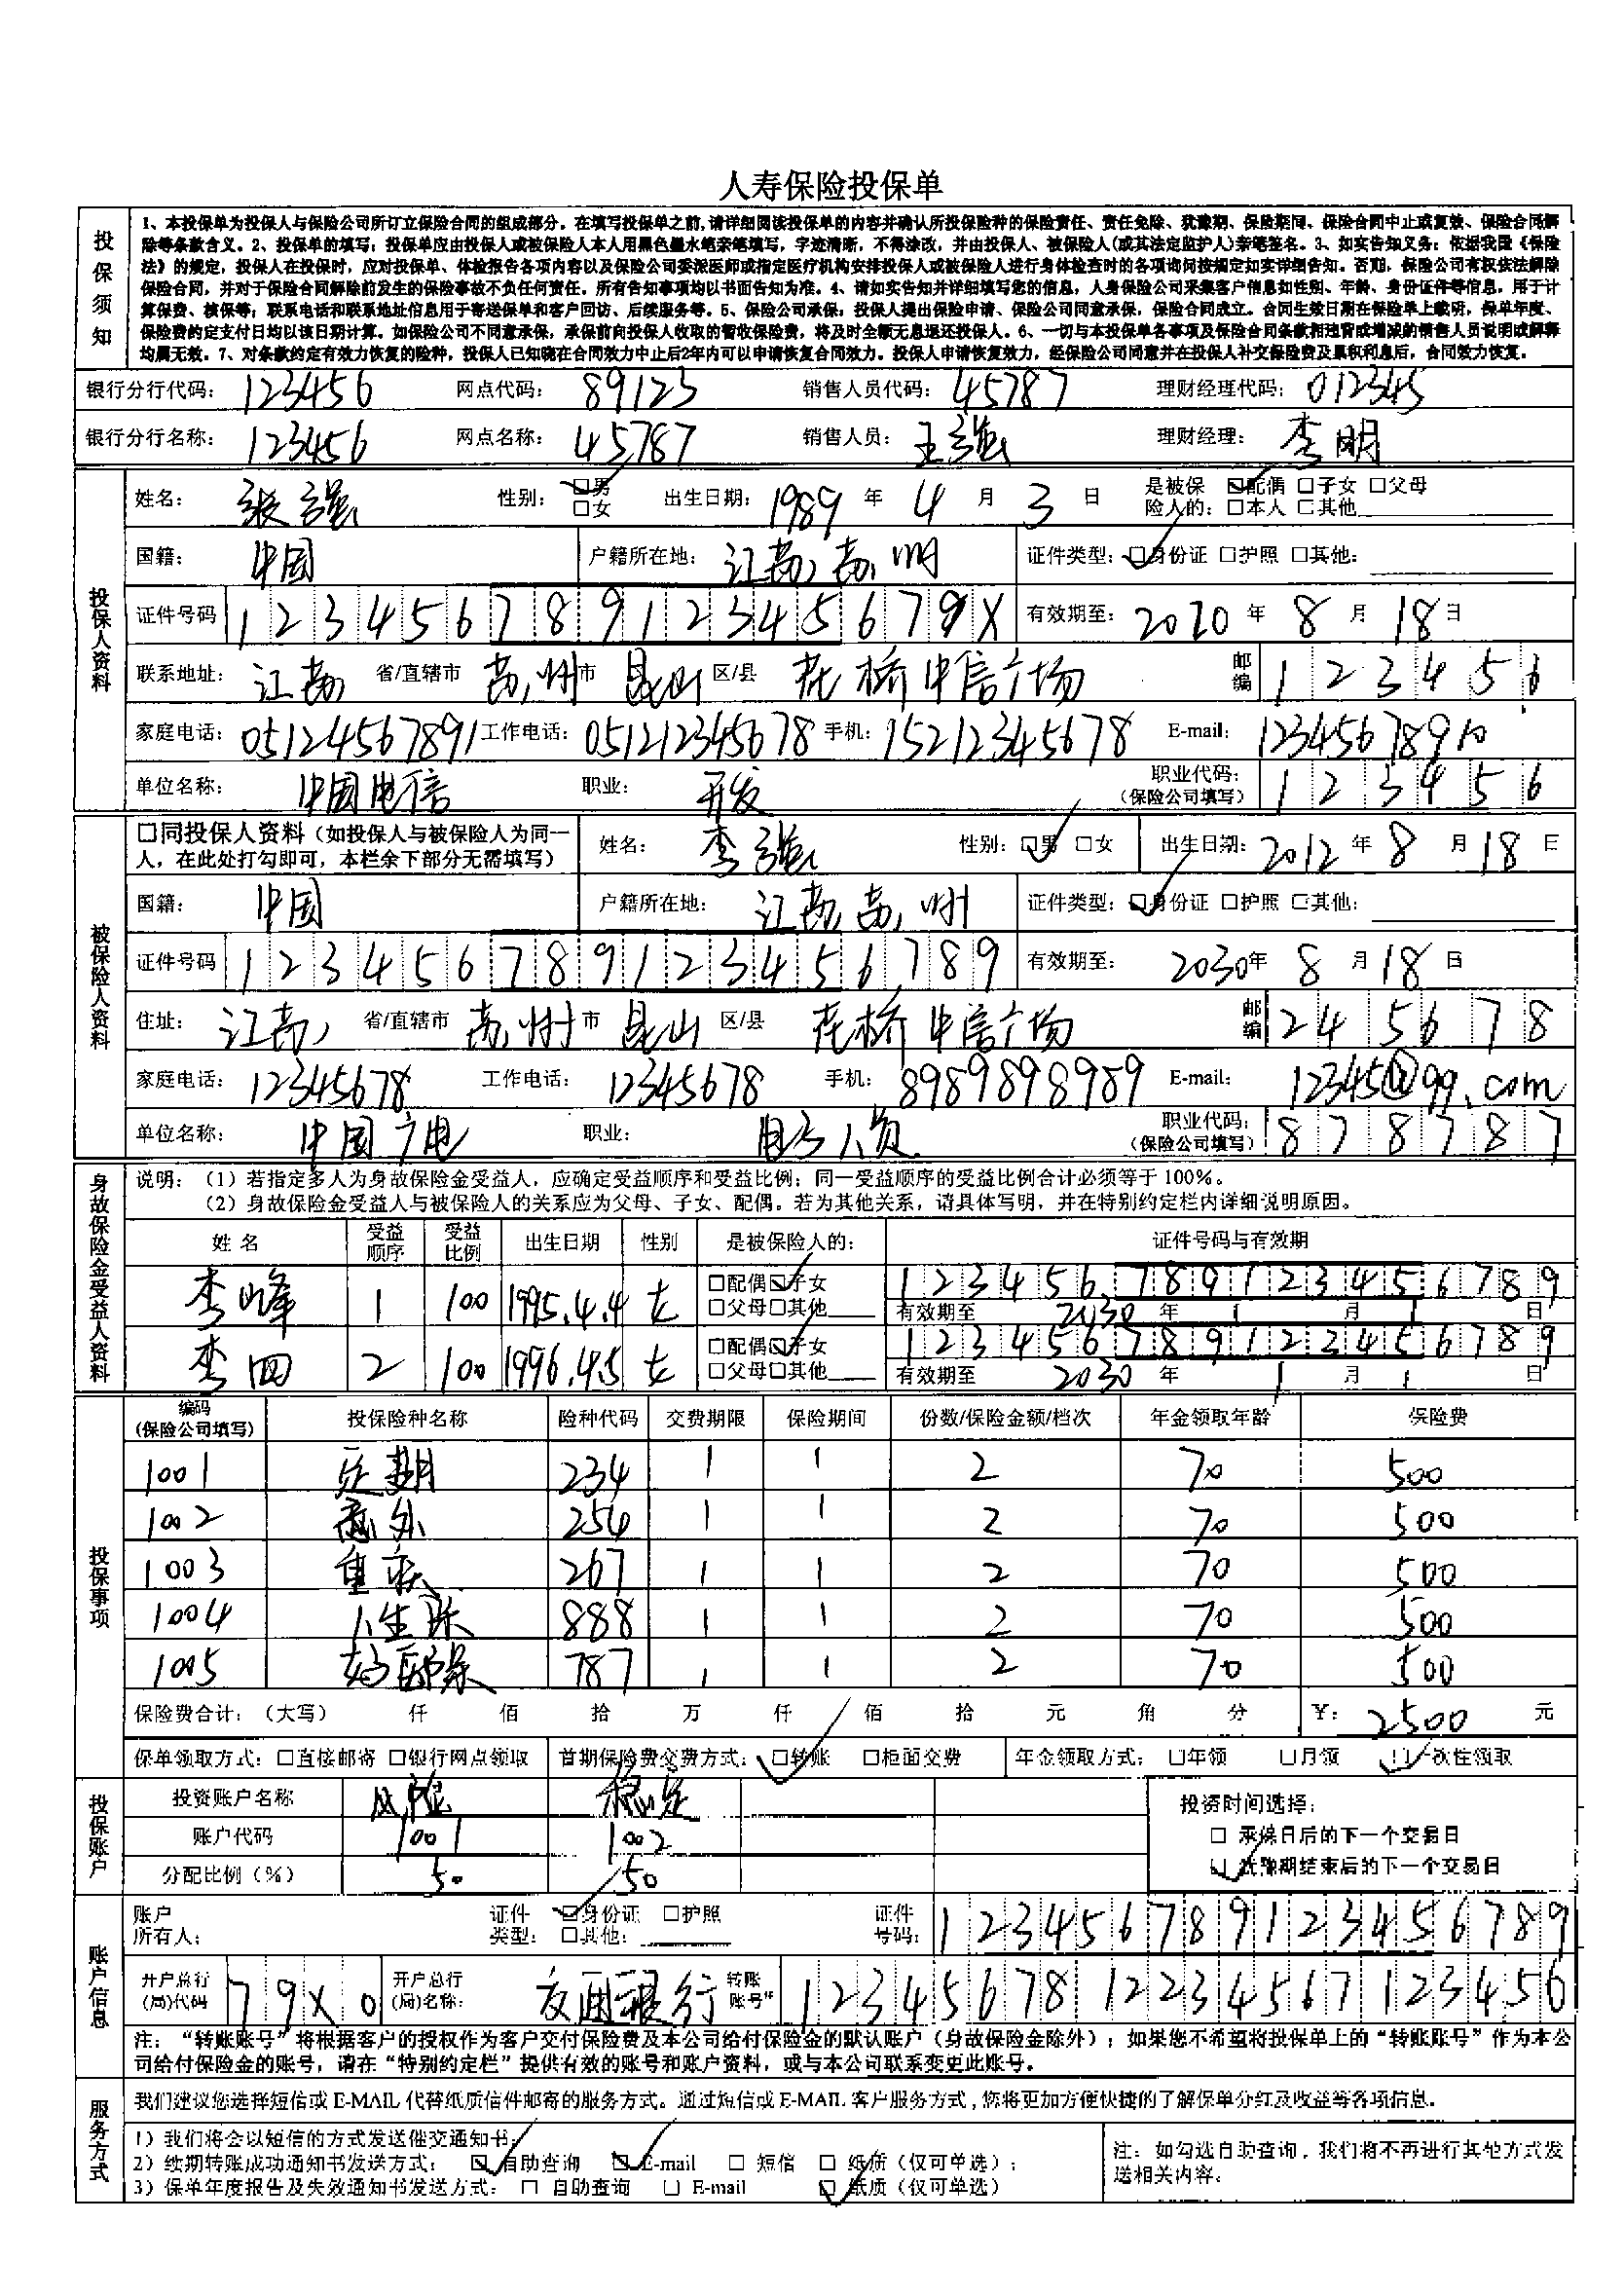 人寿保险投保单
投保须知
1、本投保单为投保人与保险公司所订立保险合同的组成部分。在填写投保单之前,请详细阅读投保单的内容并确认所投保险种的保险责任、责任免除、犹豫期、保险期间、保险合同中止或复效、保险合同解
除等条款含义。2、投保单的填写:投保单应由投保人或被保险人本人用黑色墨水笔亲笔填写,字迹清晰,不得涂改,并由投保人、被保险人(或其法定监护人)亲笔签名。3、如实告知义务:依据我国《保险
法》的规定,投保人在投保时,应对投保单、体检报告各项内容以及保险公司委派医师或指定医疗机构安排投保人或被保险人进行身体检查时的各项询问按规定如实详细告知。否则,保险公司有权依法解除
保险合同,并对于保险合同解除前发生的保险事故不负任何责任。所有告知事项均以书面告知为准。4、请如实告知并详细填写您的信息,人身保险公司采集客户信息如性别、年龄、身份证件等信息,用于计
算保费、核保等;联系电话和联系地址信息用于寄送保单和客户回访、后续服务等。5、保险公司承保:投保人提出保险申请、保险公司同意承保,保险合同成立。合同生效日期在保险单上载明,保单年度、
保险费约定支付日均以该日期计算。如保险公司不同意承保,承保前向投保人收取的暂收保险费,将及时全额无息退还投保人。6、一切与本投保单各事项及保险合同条款相违背或增减的销售人员说明或解释
均属无效。7、对条款约定有效力恢复的险种,投保人已知晓在合同效力中止后2年内可以申请恢复合同效力。投保人申请恢复效力,经保险公司同意并在投保人补交保险费及累积利息后,合同效力恢复。
银行分行代码: 123456 网点代码: 89123 销售人员代码: 45787 理财经理代码: 012345
银行分行名称: 123456 网点名称: 45787 销售人员: 王强 理财经理: 李明
投保人资料
姓名: 张强 性别: □男 □女 出生日期: 1989 年 4 月 3 日 是被保险人的: □配偶 □子女 □父母 □本人 □其他
国籍: 中国 户籍所在地: 江苏苏州 证件类型: □身份证 □护照 □其他:
证件号码 12345678912345679X 有效期至: 2020 年 8 月 18 日
联系地址: 江苏 省/直辖市 苏州 市 昆山 区/县 花桥中信广场 邮编 123456
家庭电话: 05124567891 工作电话: 051212345678 手机: 15212345678 E-mail: 12345678910
单位名称: 中国电信 职业: 开发 职业代码:(保险公司填写) 123456
被保险人资料
□同投保人资料(如投保人与被保险人为同一人,在此处打勾即可,本栏余下部分无需填写) 姓名: 李强 性别: □男 □女 出生日期: 2012 年 8 月 18 日
国籍: 中国 户籍所在地: 江苏苏州 证件类型: □身份证 □护照 □其他:
证件号码 123456789123456789 有效期至: 2030 年 8 月 18 日
住址: 江苏 省/直辖市 苏州 市 昆山 区/县 花桥中信广场 邮编 245678
家庭电话: 12345678 工作电话: 12345678 手机: 8989898989 E-mail: 12345@99.com
单位名称: 中国广电 职业: 电子人员 职业代码:(保险公司填写) 878787
身故保险金受益人资料
说明:(1)若指定多人为身故保险金受益人,应确定受益顺序和受益比例;同一受益顺序的受益比例合计必须等于100%。
(2)身故保险金受益人与被保险人的关系应为父母、子女、配偶。若为其他关系,请具体写明,并在特别约定栏内详细说明原因。
姓名 受益顺序 受益比例 出生日期 性别 是被保险人的: 证件号码与有效期
李峰 1 100 1995.4.4 女 □配偶 □子女 □父母 □其他 123456789123456789 有效期至 2030 年 1 月 1 日
李四 2 100 1996.4.5 女 □配偶 □子女 □父母 □其他 123456789123456789 有效期至 2030 年 1 月 1 日
投保事项
编码(保险公司填写) 投保险种名称 险种代码 交费期限 保险期间 份数/保险金额/档次 年金领取年龄 保险费
1001 定期 234 1 1 2 70 500
1002 意外 254 1 1 2 70 500
1003 重疾 267 1 1 2 70 500
1004 人生保 888 1 1 2 70 500
1005 好医保 787 1 1 2 70 500
保险费合计:(大写) 仟 佰 拾 万 仟 佰 拾 元 角 分 ¥: 2500 元
保单领取方式: □直接邮寄 □银行网点领取 首期保险费交费方式: □转账 □柜面交费 年金领取方式: □年领 □月领 □一次性领取
投保账户
投资账户名称 风险 稳定
账户代码 1001 1002
分配比例(%) 50 50
投资时间选择:
□ 承保日后的下一个交易日
□ 犹豫期结束后的下一个交易日
账户信息
账户所有人: 证件类型: □身份证 □护照 □其他: 证件号码: 123456789123456789
开户总行(局)代码 79X0 开户总行(局)名称: 交通银行 转账账号" 1234567812234567123456
注:“转账账号”将根据客户的授权作为客户交付保险费及本公司给付保险金的默认账户(身故保险金除外);如果您不希望将投保单上的“转账账号”作为本公
司给付保险金的账号,请在“特别约定栏”提供有效的账号和账户资料,或与本公司联系变更此账号。
服务方式
我们建议您选择短信或 E-MAIL 代替纸质信件邮寄的服务方式。通过短信或 E-MAIL 客户服务方式,您将更加方便快捷的了解保单分红及收益等各项信息。
1)我们将会以短信的方式发送催交通知书;
2)续期转账成功通知书发送方式: □ 自助查询 □ E-mail □ 短信 □ 纸质(仅可单选);
3)保单年度报告及失效通知书发送方式: □ 自助查询 □ E-mail □ 纸质(仅可单选)
注:如勾选自助查询,我们将不再进行其他方式发
送相关内容。